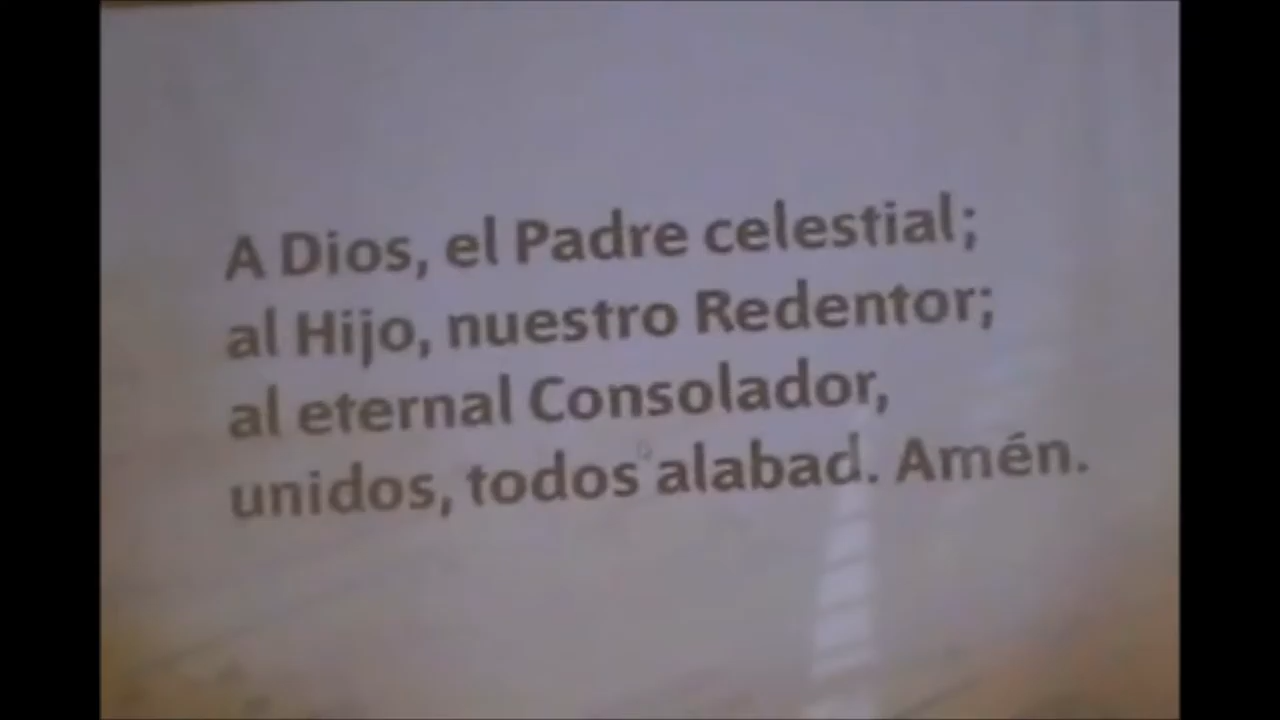 A Dios, el Padre celestial;
al Hijo, nuestro Redentor;
al eternal Consolador,
unidos, todos alabad. Amén.